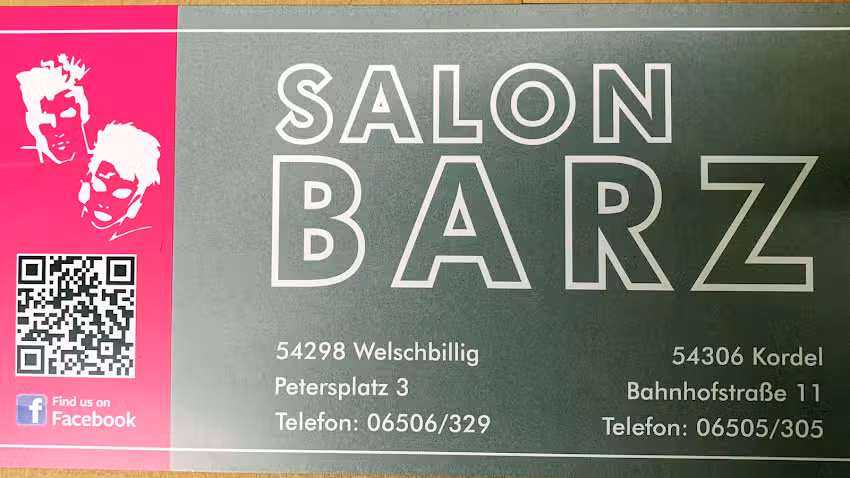 SALON
BARZ
54298 Welschbillig
Petersplatz 3
Telefon: 06506/329
54306 Kordel
Bahnhofstraße 11
Telefon: 06505/305
Find us on
Facebook